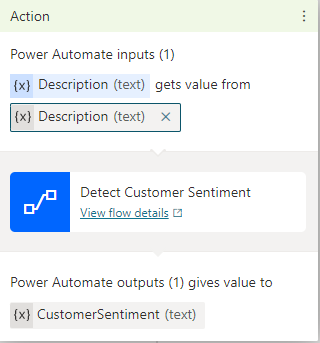 Action
Power Automate inputs (1)
{x} Description (text) gets value from
{x} Description (text) ×
Detect Customer Sentiment
View flow details
Power Automate outputs (1) gives value to
{x} CustomerSentiment (text)